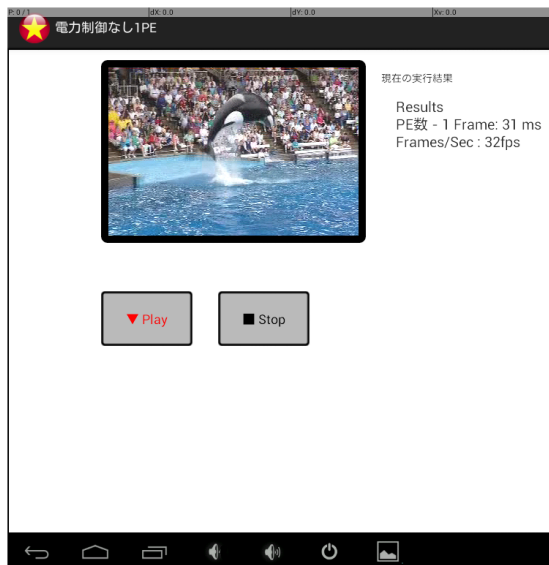 P: 0 / 1 dX: 0.0 dY: 0.0 Xv: 0.0
電力制御なし1PE
現在の実行結果
Results
PE数 - 1 Frame: 31 ms
Frames/Sec : 32fps
▼ Play
■ Stop